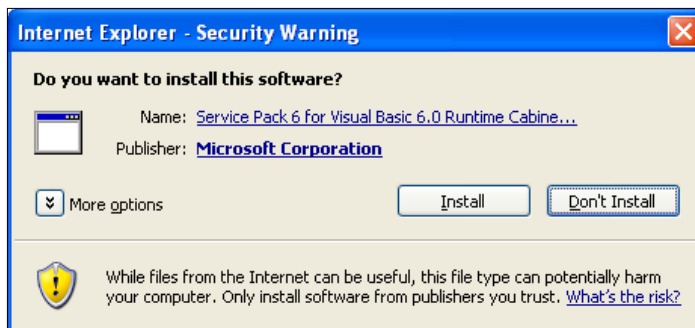 Internet Explorer - Security Warning
Do you want to install this software?
Name: Service Pack 6 for Visual Basic 6.0 Runtime Cabine...
Publisher: Microsoft Corporation
More options
Install
Don't Install
While files from the Internet can be useful, this file type can potentially harm
your computer. Only install software from publishers you trust. What's the risk?